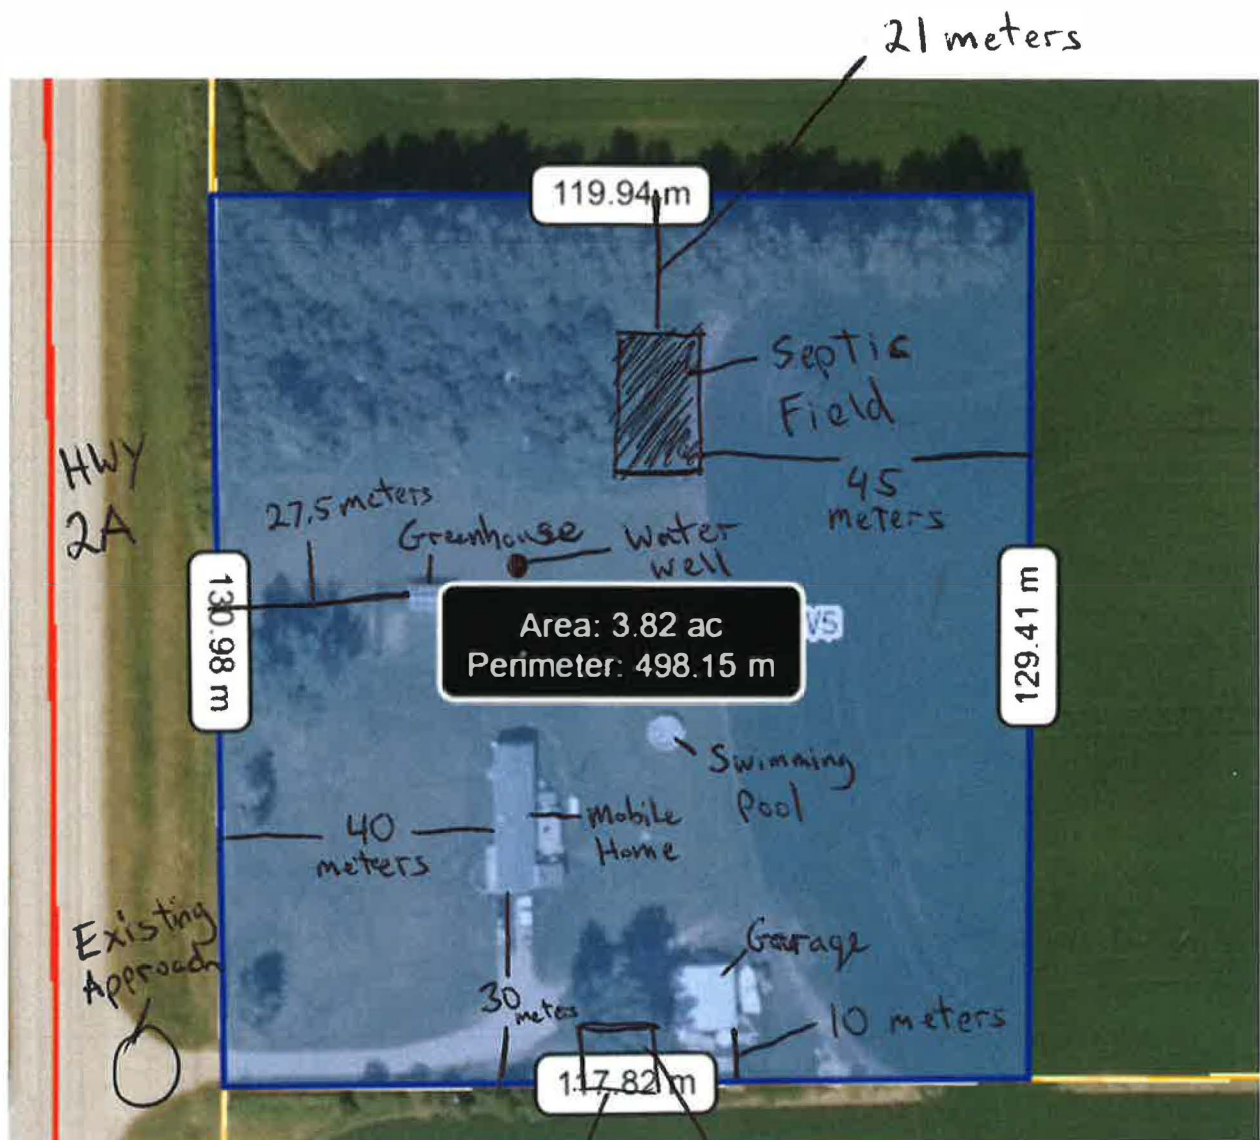 21 meters
119.94 m
Septic
Field
45
meters
HWY
2A
27.5 meters
Greenhouse
Water
well
130.98 m
Area: 3.82 ac
Perimeter: 498.15 m
V5
129.41 m
Swimming
Pool
40
meters
Mobile
Home
Existing
Approach
Garage
30
meters
10 meters
117.82 m